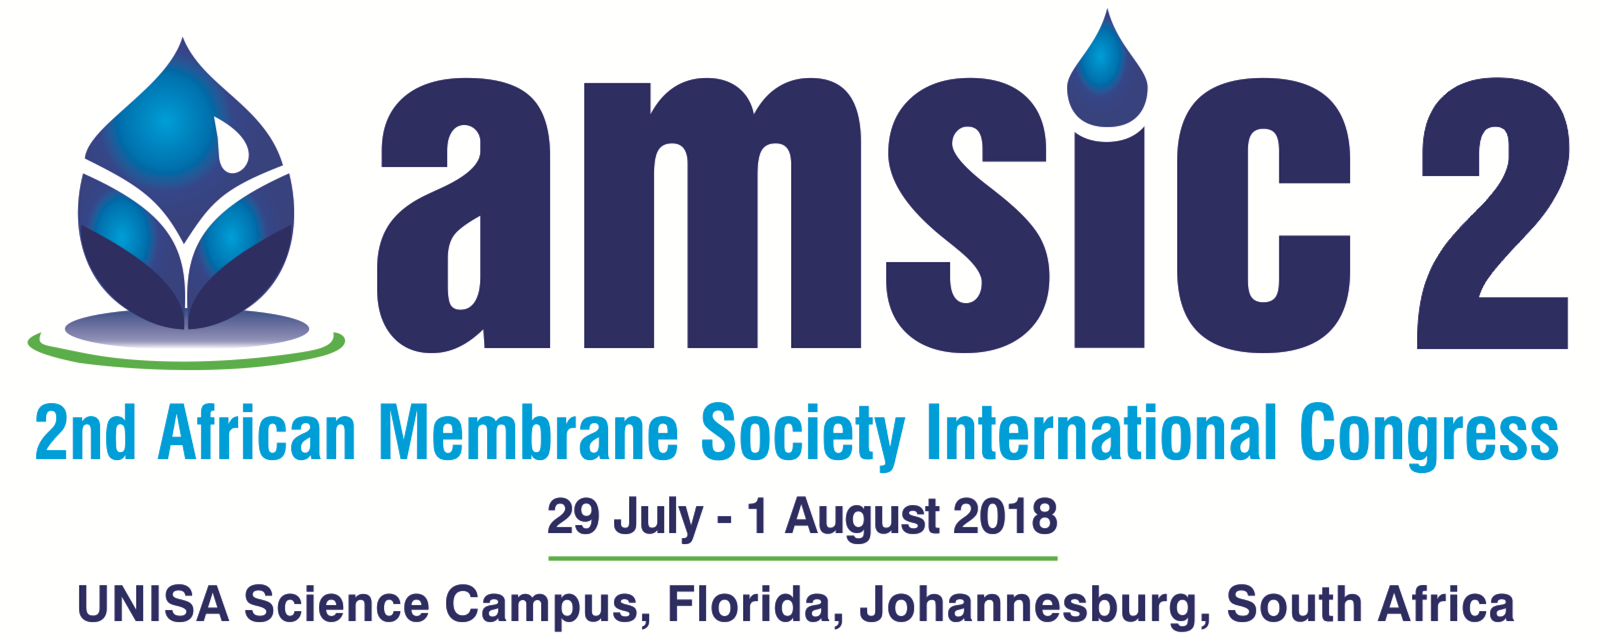 amsic 2
2nd African Membrane Society International Congress
29 July - 1 August 2018
UNISA Science Campus, Florida, Johannesburg, South Africa